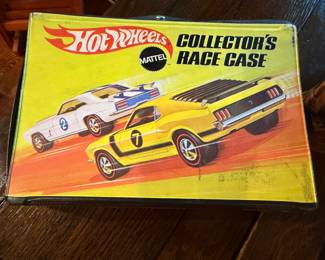 Hot Wheels
MATTEL
COLLECTOR'S
RACE CASE
2
7